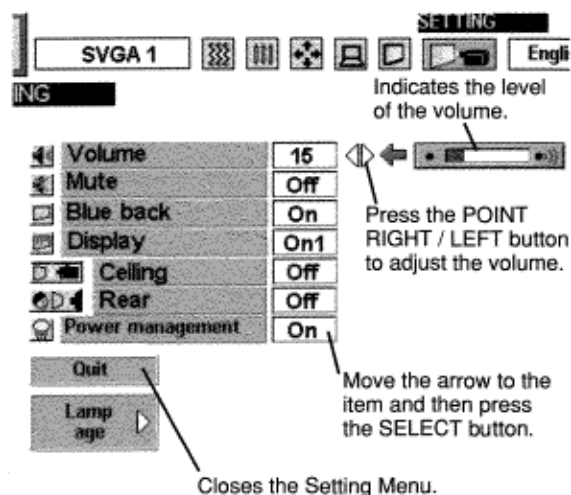 SETTING
SVGA 1
Engli
ING
Indicates the level
of the volume.
Volume 15
Mute Off
Blue back On
Display On1
Ceiling Off
Rear Off
Power management On
Press the POINT
RIGHT / LEFT button
to adjust the volume.
Quit
Lamp
age
Move the arrow to the
item and then press
the SELECT button.
Closes the Setting Menu.